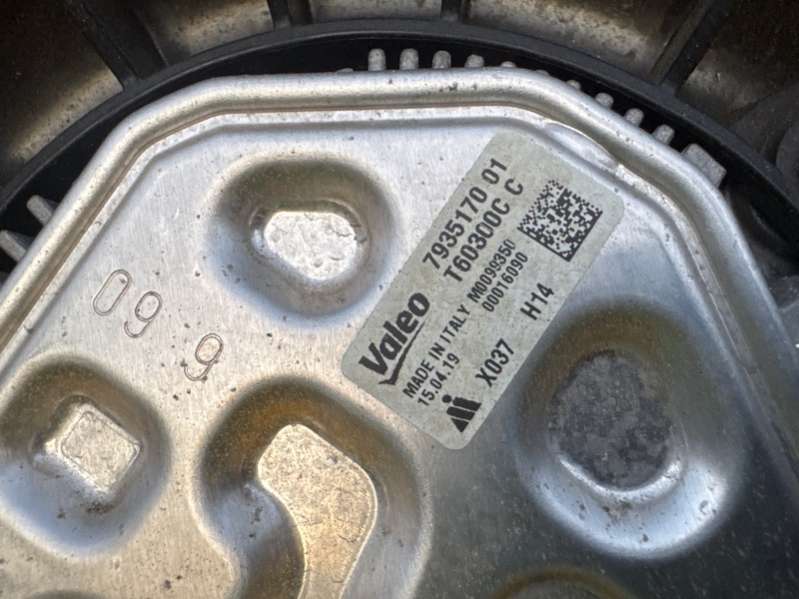 Valeo
7935170 01
T60300C C
MADE IN ITALY M0099350
15.04.19 00016090
X037 H14
09 9